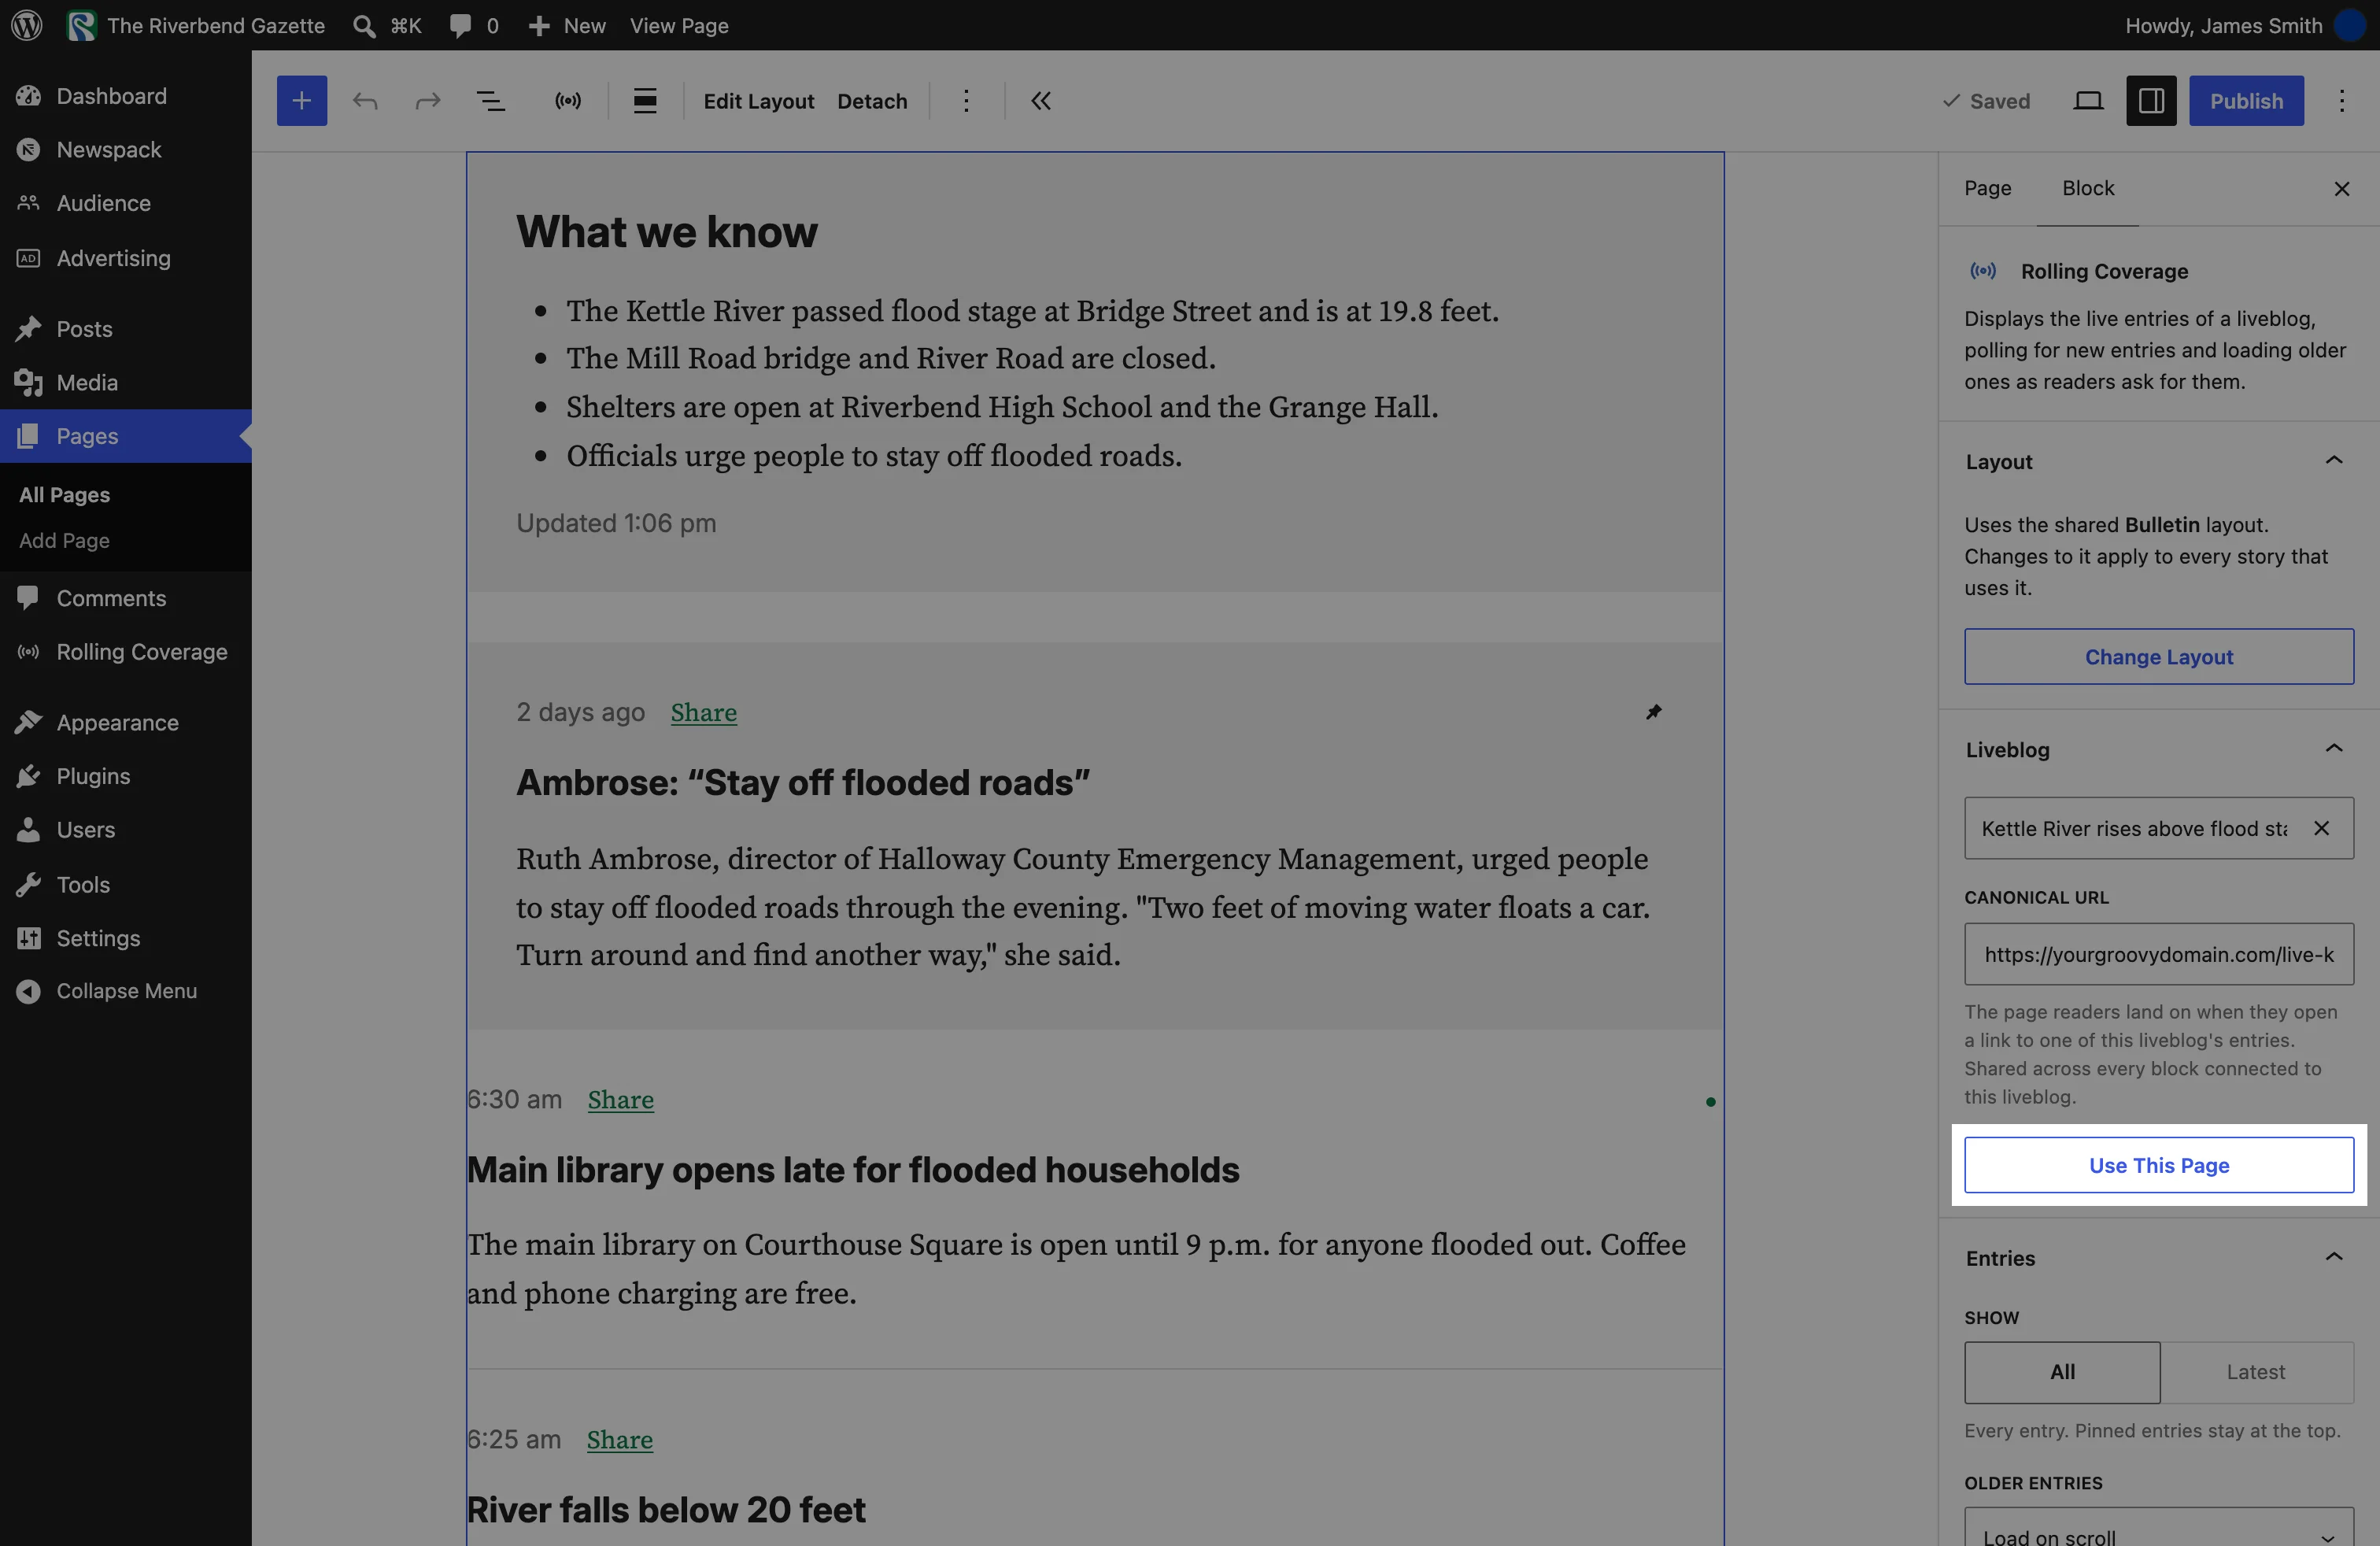 The Riverbend Gazette
⌘K
0
New
View Page
Howdy, James Smith
Dashboard
Newspack
Audience
AD
Advertising
Posts
Media
Pages
All Pages
Add Page
Comments
Rolling Coverage
Appearance
Plugins
Users
Tools
Settings
Collapse Menu
Edit Layout
Detach
Saved
Publish
What we know
• The Kettle River passed flood stage at Bridge Street and is at 19.8 feet.
• The Mill Road bridge and River Road are closed.
• Shelters are open at Riverbend High School and the Grange Hall.
• Officials urge people to stay off flooded roads.
Updated 1:06 pm
2 days ago Share
Ambrose: “Stay off flooded roads”
Ruth Ambrose, director of Halloway County Emergency Management, urged people
to stay off flooded roads through the evening. "Two feet of moving water floats a car.
Turn around and find another way," she said.
6:30 am Share
Main library opens late for flooded households
The main library on Courthouse Square is open until 9 p.m. for anyone flooded out. Coffee
and phone charging are free.
6:25 am Share
River falls below 20 feet
Page
Block
Rolling Coverage
Displays the live entries of a liveblog,
polling for new entries and loading older
ones as readers ask for them.
Layout
Uses the shared Bulletin layout.
Changes to it apply to every story that
uses it.
Change Layout
Liveblog
Kettle River rises above flood sta
CANONICAL URL
https://yourgroovydomain.com/live-k
The page readers land on when they open
a link to one of this liveblog's entries.
Shared across every block connected to
this liveblog.
Use This Page
Entries
SHOW
All
Latest
Every entry. Pinned entries stay at the top.
OLDER ENTRIES
Load on scroll